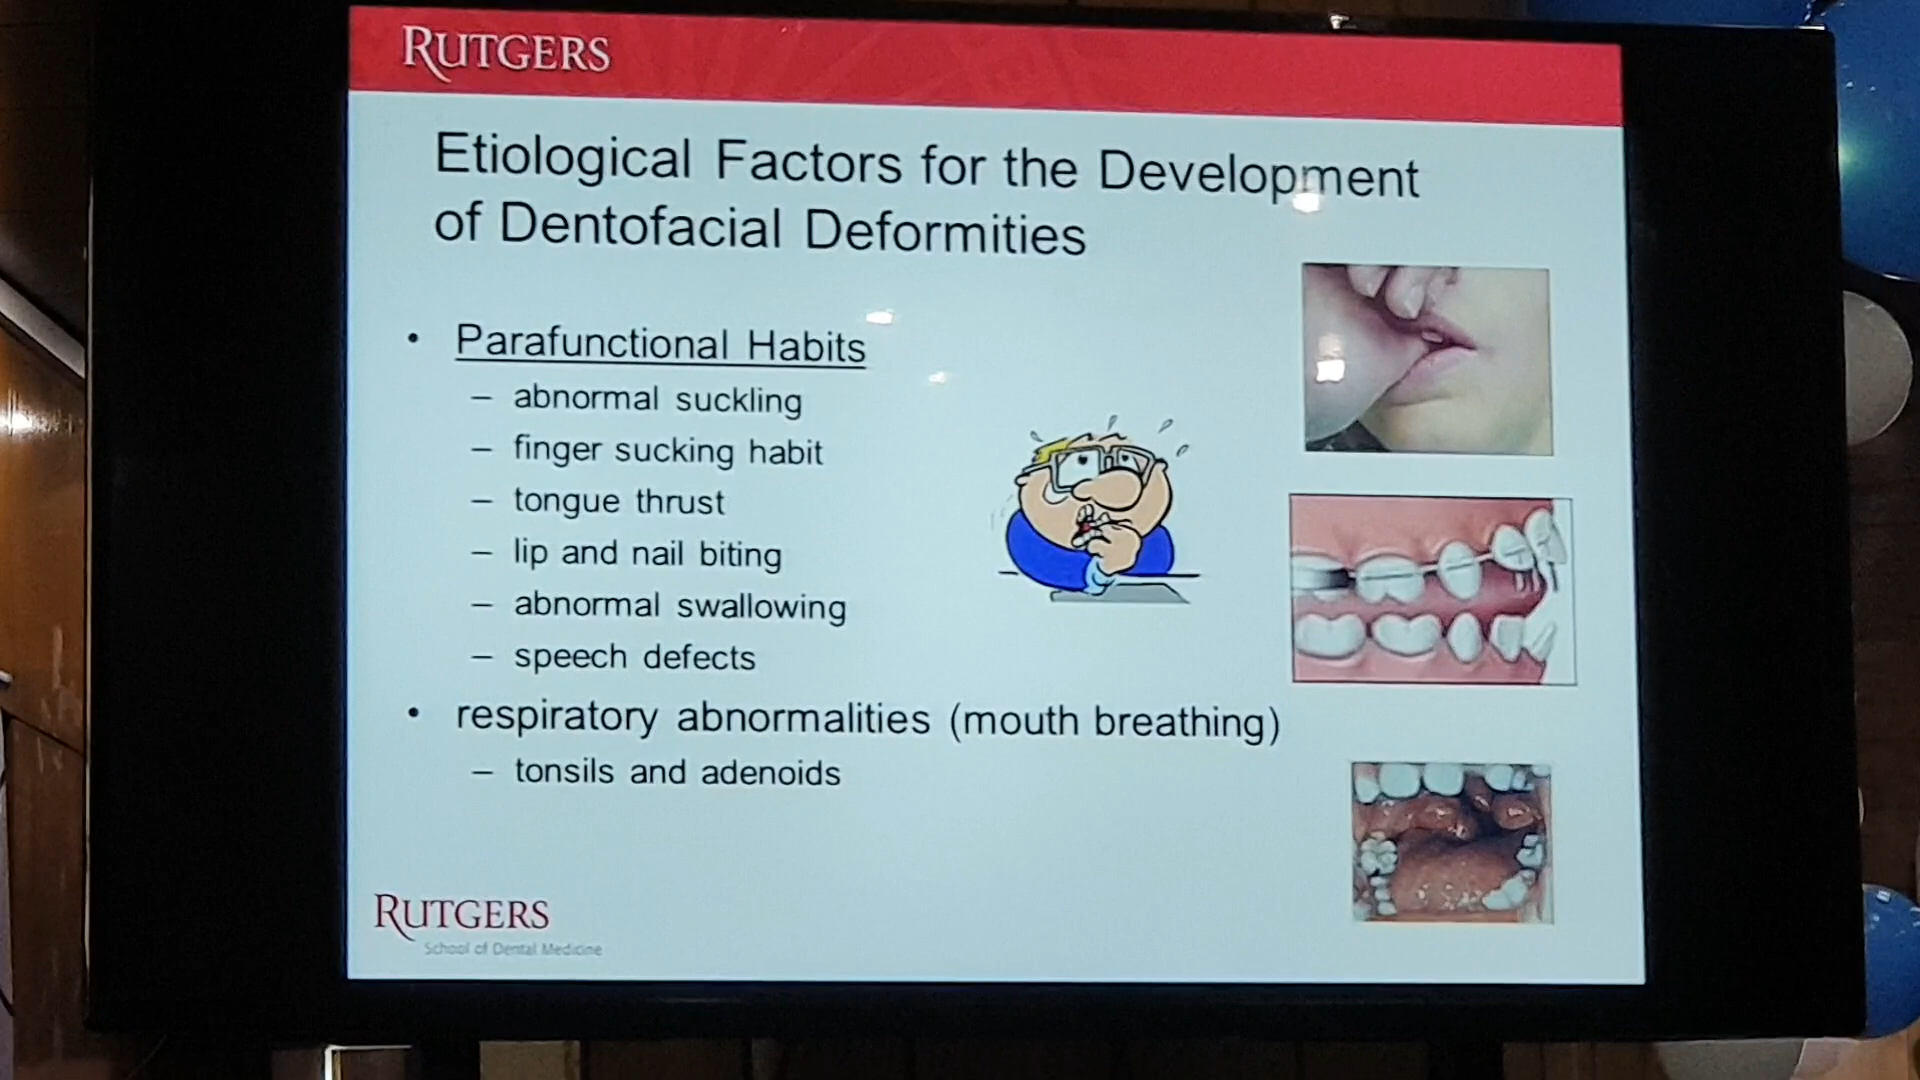 RUTGERS
Etiological Factors for the Development
of Dentofacial Deformities
• Parafunctional Habits
– abnormal suckling
– finger sucking habit
– tongue thrust
– lip and nail biting
– abnormal swallowing
– speech defects
• respiratory abnormalities (mouth breathing)
– tonsils and adenoids
RUTGERS
School of Dental Medicine